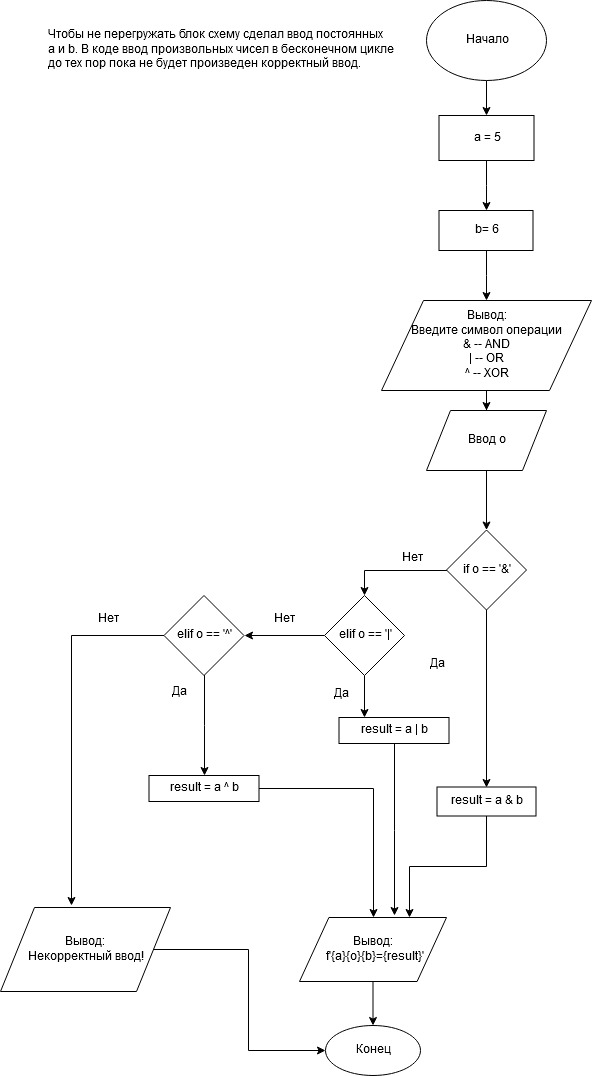 Чтобы не перегружать блок схему сделал ввод постоянных
a и b. В коде ввод произвольных чисел в бесконечном цикле
до тех пор пока не будет произведен корректный ввод.
Начало
a = 5
b= 6
Вывод:
Введите символ операции
& -- AND
| -- OR
^ -- XOR
Ввод o
if o == '&'
Нет
elif o == '|'
Нет
elif o == '^'
Нет
Да
Да
Да
result = a | b
result = a ^ b
result = a & b
Вывод:
Некорректный ввод!
Вывод:
f'{a}{o}{b}={result}'
Конец